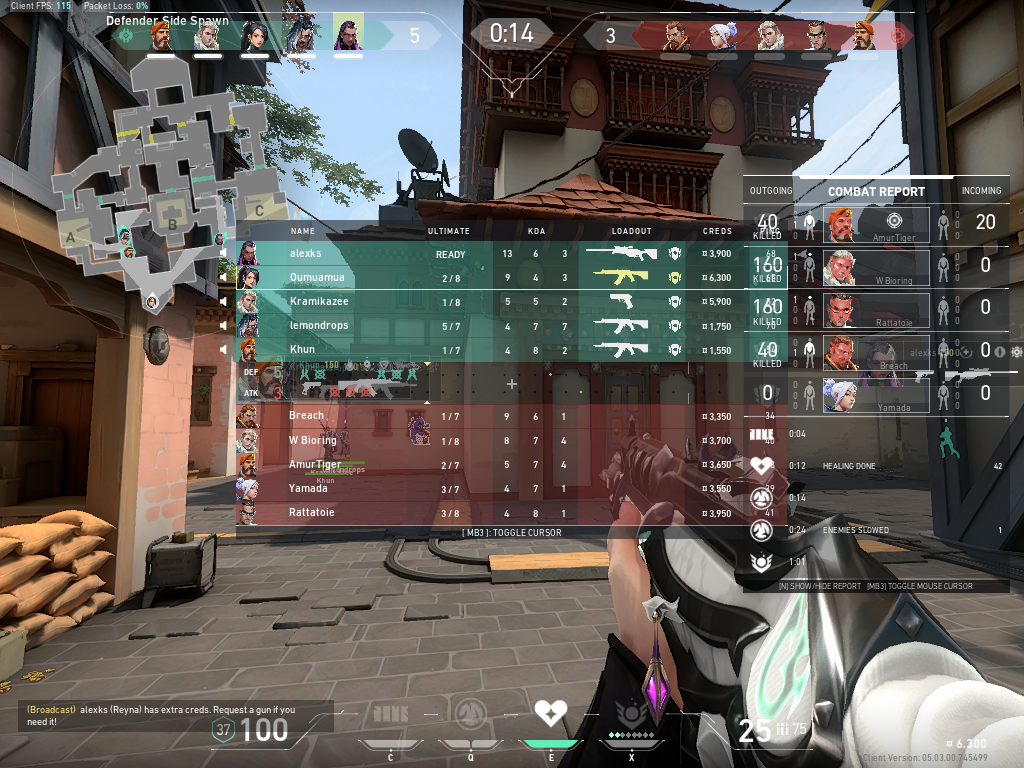 Client FPS: 115 Packet Loss: 0%
Defender Side Spawn
5
0:14
3
A
B
C
OUTGOING COMBAT REPORT INCOMING
NAME ULTIMATE KDA LOADOUT CREDS
alexks READY 13 6 3 ¤ 3,900
Oumuamua 2 / 8 9 4 3 ¤ 6,300
Kramikazee 1 / 8 5 5 2 ¤ 5,900
lemondrops 5 / 7 4 7 7 ¤ 1,750
Khun 1 / 7 4 8 2 ¤ 1,550
DEF 5
ATK 3
Breach 1 / 7 9 6 1 ¤ 3,350
W Bioring 1 / 8 8 7 4 ¤ 3,700
AmurTiger 2 / 7 5 7 4 ¤ 3,650
Yamada 3 / 7 4 7 1 ¤ 3,550
Rattatoie 3 / 8 4 8 1 ¤ 3,950
[ MB3 ]: TOGGLE CURSOR
Khun
40 KILLED AmurTiger 20
160 KILLED W Bioring 0
160 KILLED Rattatoie 0
40 KILLED Breach 0
0 Yamada 0
34
0:04
0:12 HEALING DONE 42
0:14
41
0:24 ENEMIES SLOWED 1
1:01
[N] SHOW/HIDE REPORT [MB3] TOGGLE MOUSE CURSOR
(Broadcast) alexks (Reyna) has extra creds. Request a gun if you
need it!
37 100
C Q E X
25 75
¤ 6,300
Client Version: 05.03.00.745499